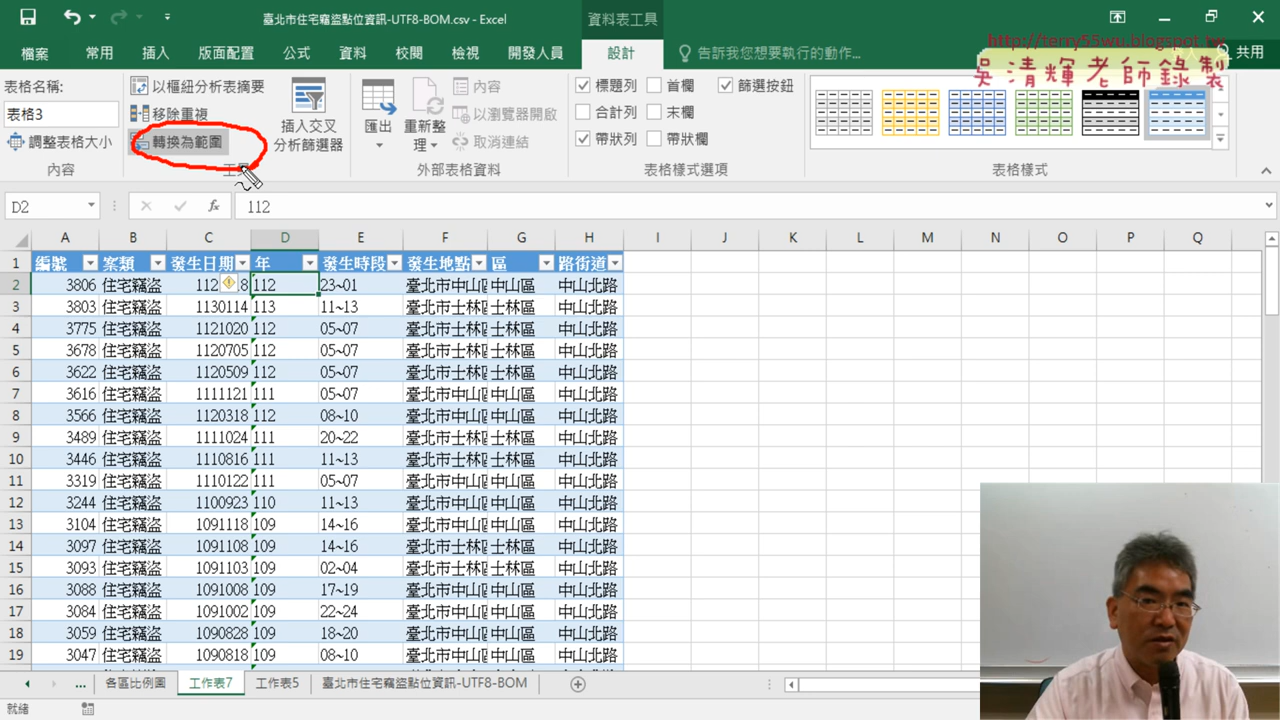 臺北市住宅竊盜點位資訊-UTF8-BOM.csv - Excel
資料表工具
檔案 常用 插入 版面配置 公式 資料 校閱 檢視 開發人員 設計 告訴我您想要執行的動作... 共用
http://terry55wu.blogspot.tw
吳清輝老師錄製
表格名稱:
表格3
調整表格大小
內容
以樞紐分析表摘要
移除重複
轉換為範圍
工具
插入交叉
分析篩選器
匯出
重新整
理
內容
以瀏覽器開啟
取消連結
外部表格資料
標題列 首欄 篩選按鈕
合計列 末欄
帶狀列 帶狀欄
表格樣式選項
表格樣式
D2 fx 112
A B C D E F G H I J K L M N O P Q
1 編號 案類 發生日期 年 發生時段 發生地點 區 路街道
2 3806 住宅竊盜 112 8 112 23~01 臺北市中山區 中山區 中山北路
3 3803 住宅竊盜 1130114 113 11~13 臺北市士林區 士林區 中山北路
4 3775 住宅竊盜 1121020 112 05~07 臺北市士林區 士林區 中山北路
5 3678 住宅竊盜 1120705 112 05~07 臺北市士林區 士林區 中山北路
6 3622 住宅竊盜 1120509 112 05~07 臺北市士林區 士林區 中山北路
7 3616 住宅竊盜 1111121 111 05~07 臺北市中山區 中山區 中山北路
8 3566 住宅竊盜 1120318 112 08~10 臺北市中山區 中山區 中山北路
9 3489 住宅竊盜 1111024 111 20~22 臺北市士林區 士林區 中山北路
10 3446 住宅竊盜 1110816 111 11~13 臺北市士林區 士林區 中山北路
11 3319 住宅竊盜 1110122 111 05~07 臺北市中山區 中山區 中山北路
12 3244 住宅竊盜 1100923 110 11~13 臺北市中山區 中山區 中山北路
13 3104 住宅竊盜 1091118 109 14~16 臺北市中山區 中山區 中山北路
14 3097 住宅竊盜 1091108 109 14~16 臺北市士林區 士林區 中山北路
15 3093 住宅竊盜 1091103 109 02~04 臺北市士林區 士林區 中山北路
16 3088 住宅竊盜 1091008 109 17~19 臺北市中山區 中山區 中山北路
17 3084 住宅竊盜 1091002 109 22~24 臺北市中山區 中山區 中山北路
18 3059 住宅竊盜 1090828 109 18~20 臺北市中山區 中山區 中山北路
19 3047 住宅竊盜 1090818 109 08~10 臺北市中山區 中山區 中山北路
... 各區比例圖 工作表7 工作表5 臺北市住宅竊盜點位資訊-UTF8-BOM
就緒